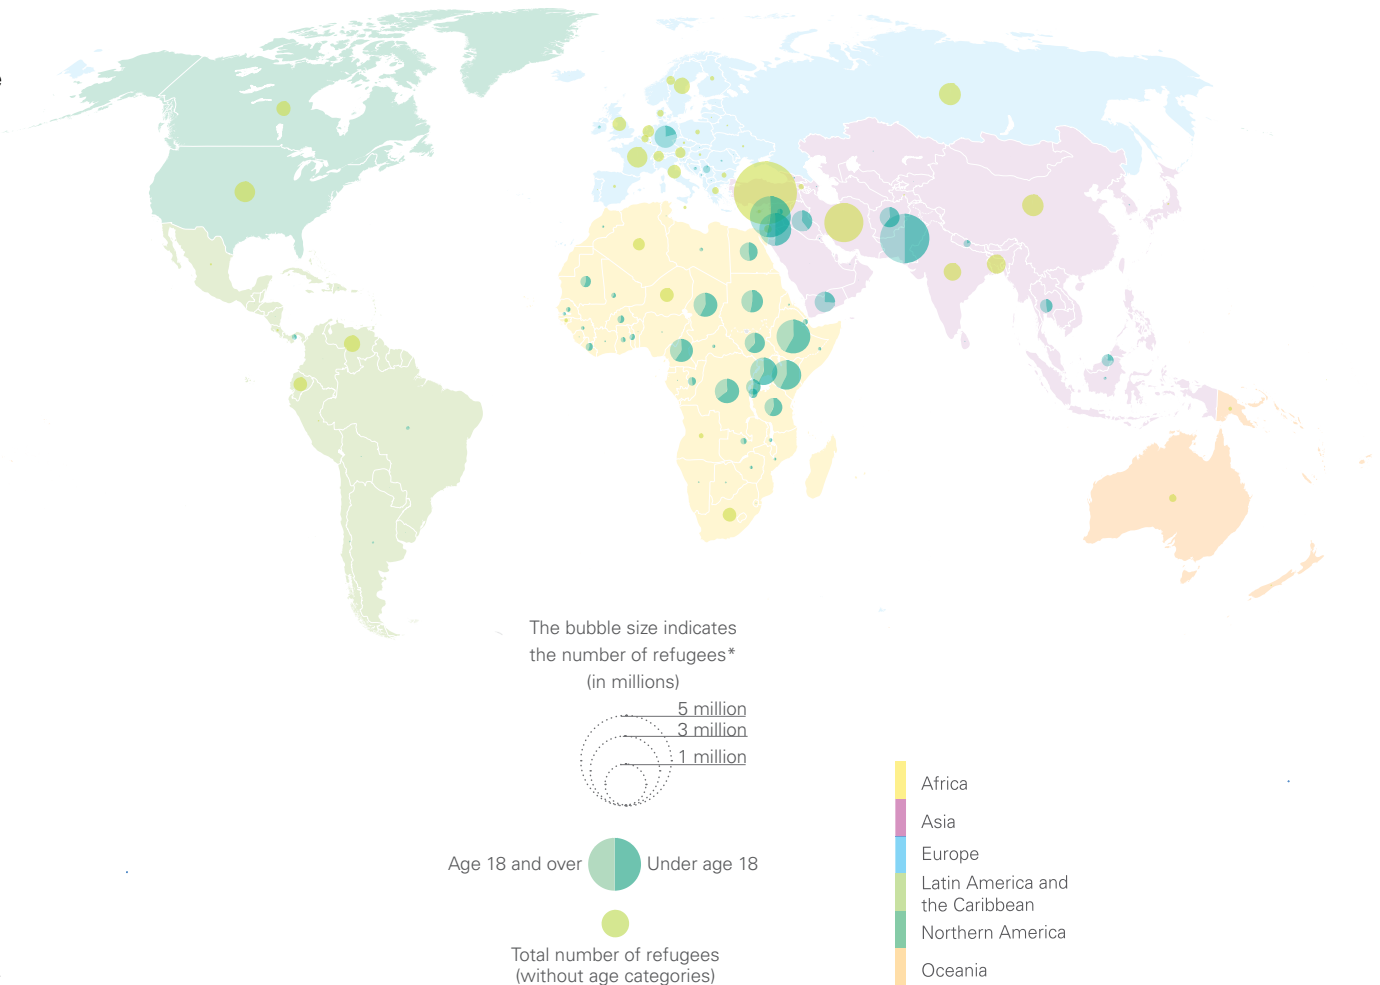 The bubble size indicates
the number of refugees*
(in millions)
5 million
3 million
1 million
Age 18 and over
Under age 18
Total number of refugees
(without age categories)
Africa
Asia
Europe
Latin America and
the Caribbean
Northern America
Oceania